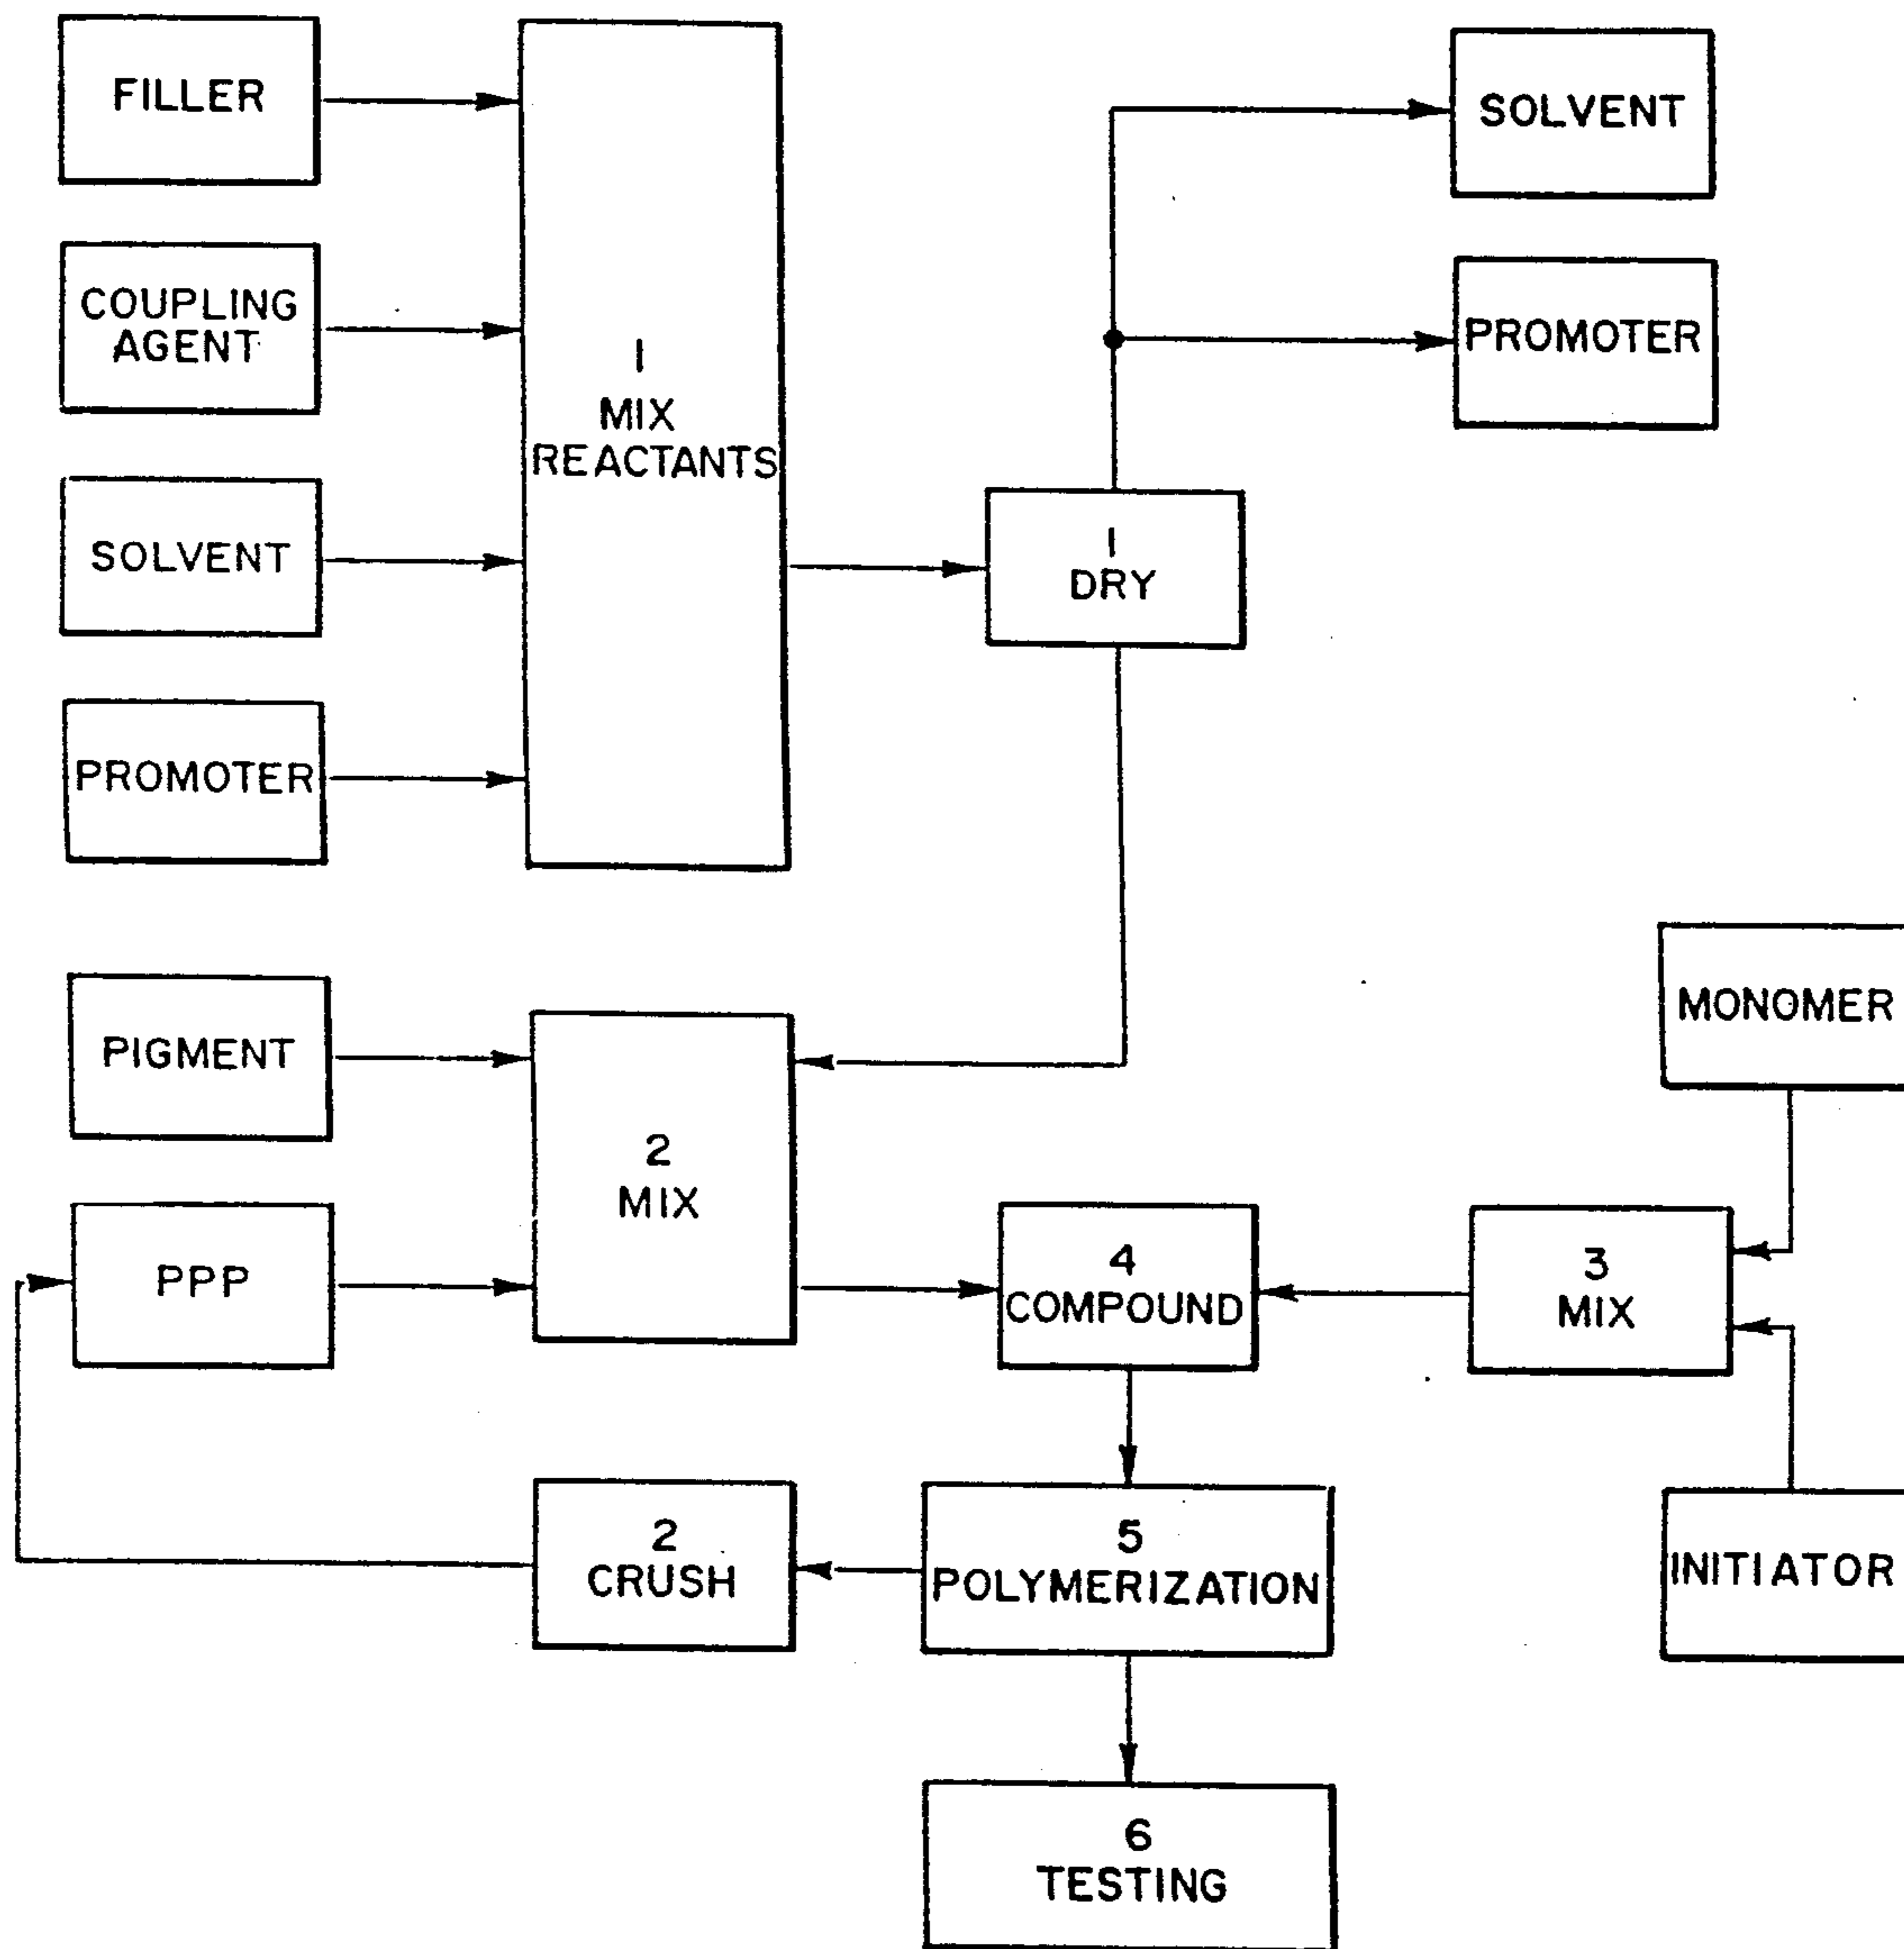 FILLER
COUPLING
AGENT
SOLVENT
PROMOTER
1
MIX
REACTANTS
1
DRY
SOLVENT
PROMOTER
PIGMENT
PPP
2
MIX
4
COMPOUND
3
MIX
MONOMER
INITIATOR
2
CRUSH
5
POLYMERIZATION
6
TESTING